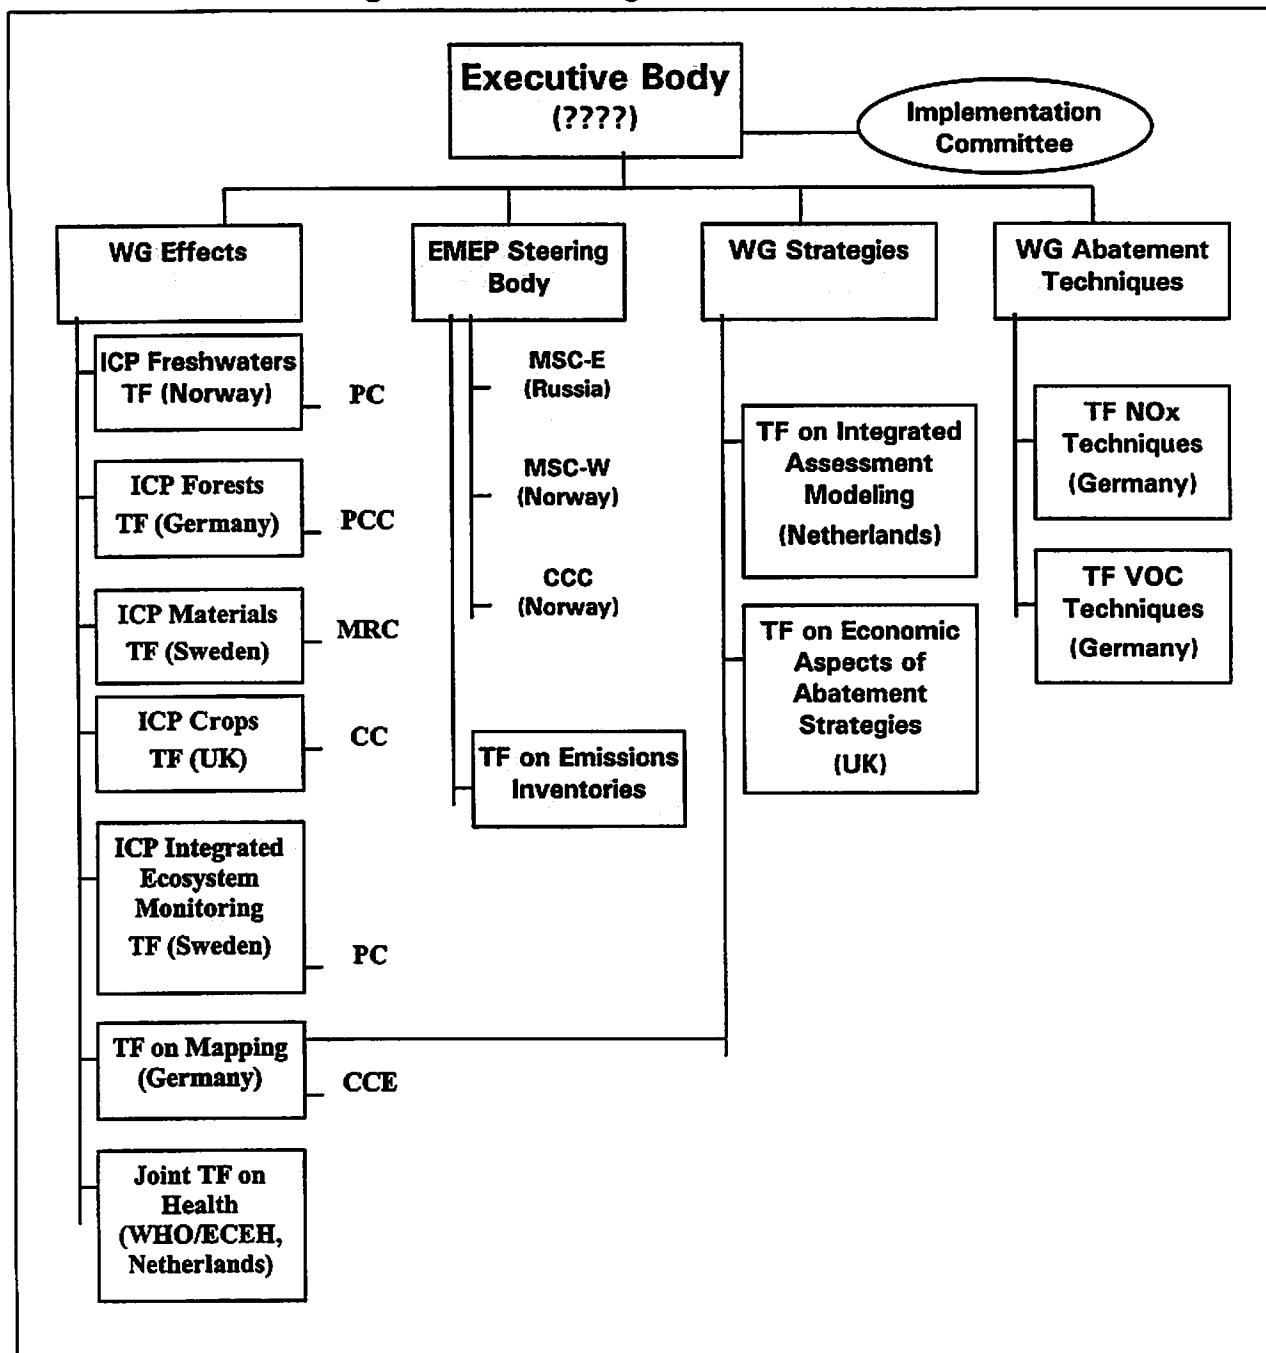 Executive Body
(????)
Implementation
Committee
WG Effects
EMEP Steering
Body
WG Strategies
WG Abatement
Techniques
ICP Freshwaters
TF (Norway)
PC
ICP Forests
TF (Germany)
PCC
ICP Materials
TF (Sweden)
MRC
ICP Crops
TF (UK)
CC
ICP Integrated
Ecosystem
Monitoring
TF (Sweden)
PC
TF on Mapping
(Germany)
CCE
Joint TF on
Health
(WHO/ECEH,
Netherlands)
MSC-E
(Russia)
MSC-W
(Norway)
CCC
(Norway)
TF on Emissions
Inventories
TF on Integrated
Assessment
Modeling
(Netherlands)
TF on Economic
Aspects of
Abatement
Strategies
(UK)
TF NOx
Techniques
(Germany)
TF VOC
Techniques
(Germany)